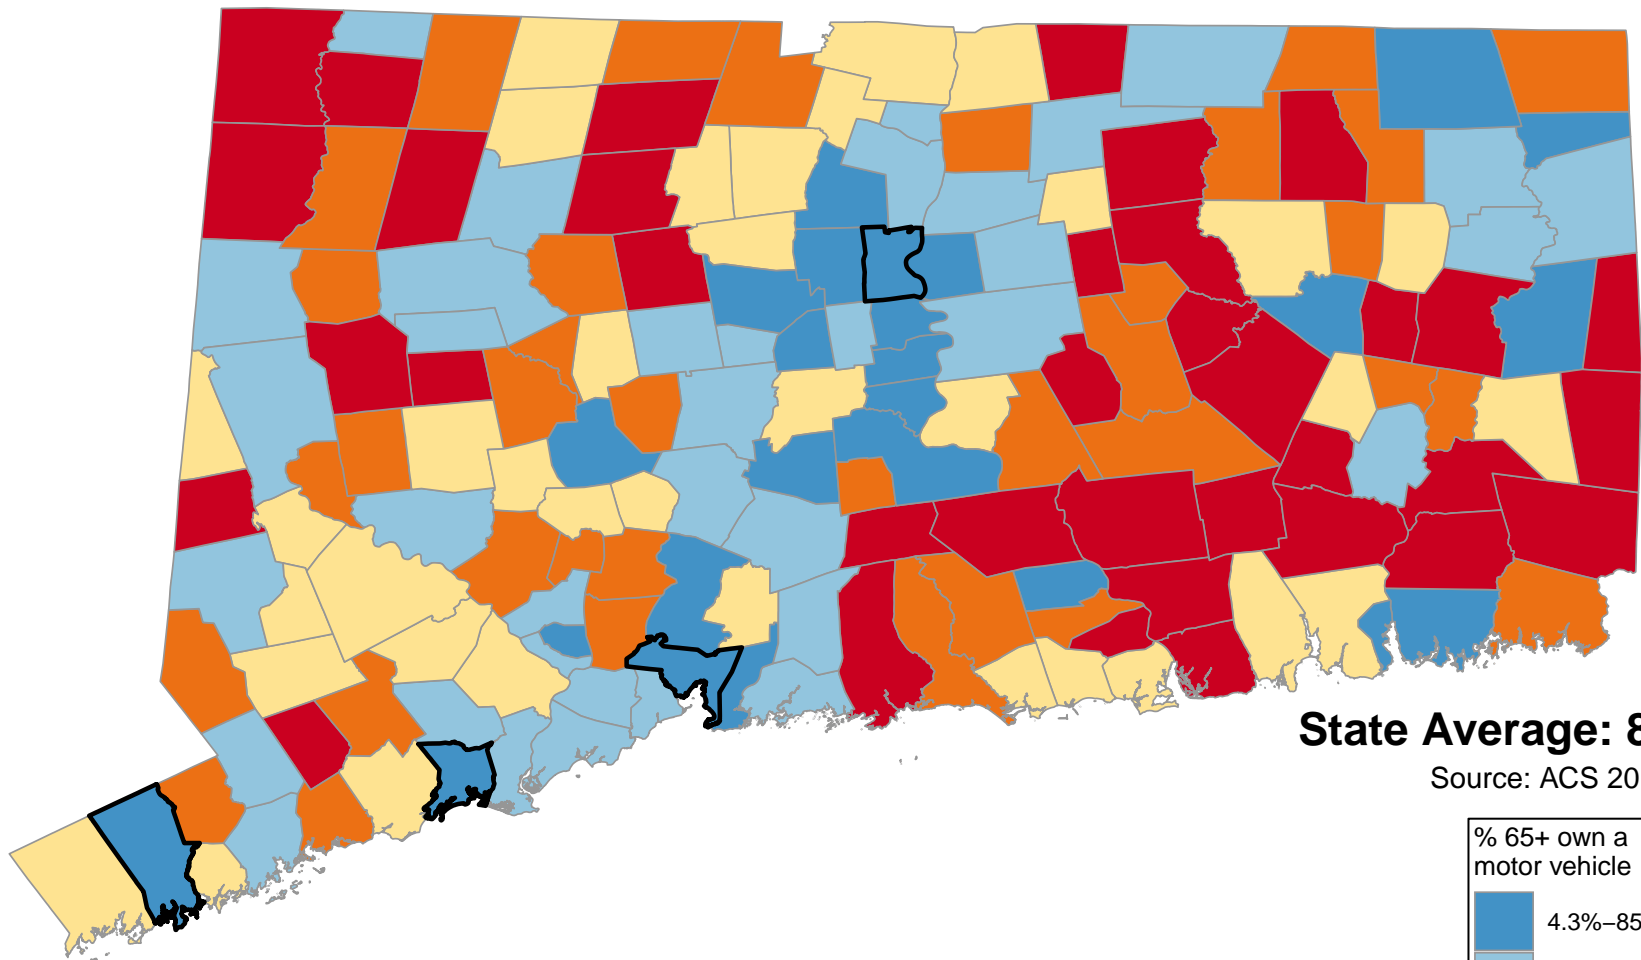 State Average: 8
Source: ACS 20
% 65+ own a
motor vehicle
4.3%−85